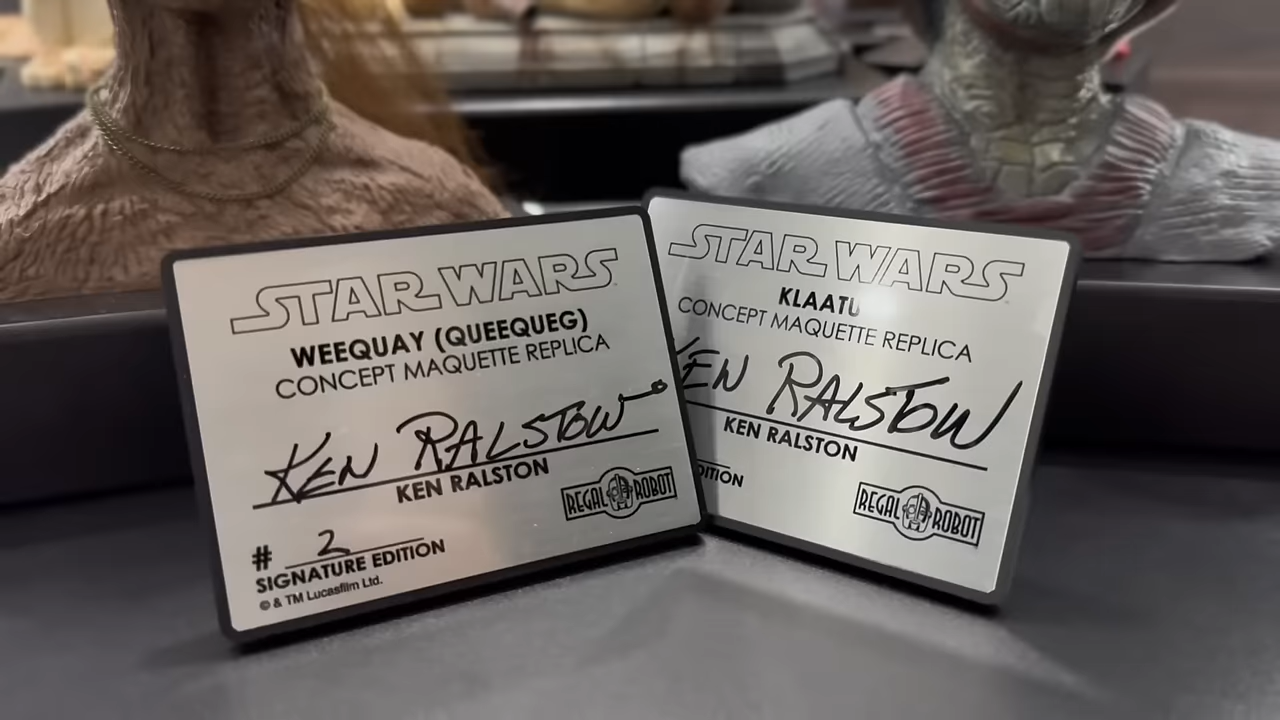 STAR WARS
WEEQUAY (QUEEQUEG)
CONCEPT MAQUETTE REPLICA
KEN RALSTON
KEN RALSTON
REGAL ROBOT
# 2
SIGNATURE EDITION
© & TM Lucasfilm Ltd.
STAR WARS
KLAATU
CONCEPT MAQUETTE REPLICA
KEN RALSTON
KEN RALSTON
DITION
REGAL ROBOT